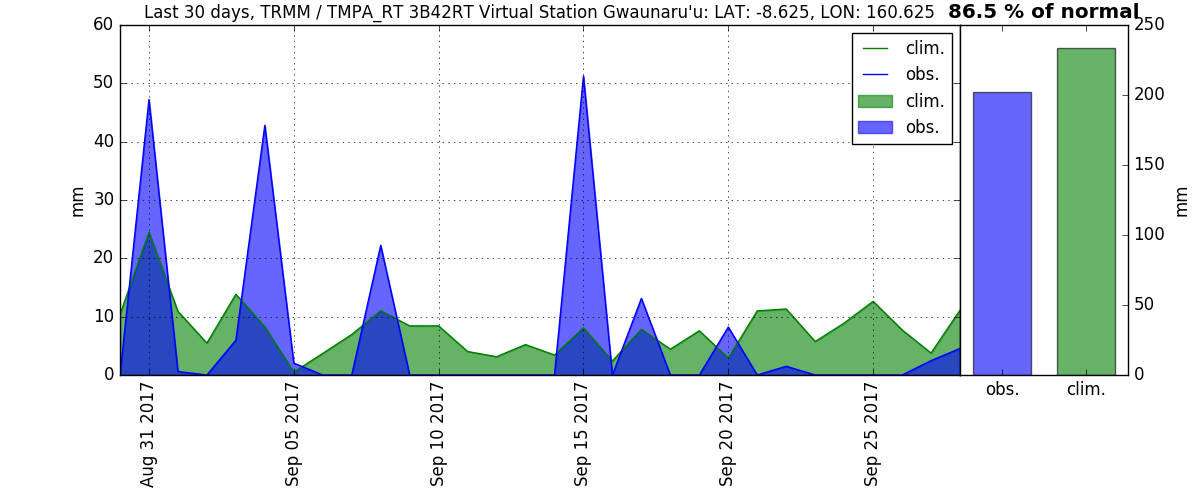 Last 30 days, TRMM / TMPA_RT 3B42RT Virtual Station Gwaunaru'u: LAT: -8.625, LON: 160.625
86.5 % of normal
60
50
40
30
20
10
0
mm
clim.
obs.
clim.
obs.
Aug 31 2017
Sep 05 2017
Sep 10 2017
Sep 15 2017
Sep 20 2017
Sep 25 2017
250
200
150
100
50
0
mm
obs.
clim.